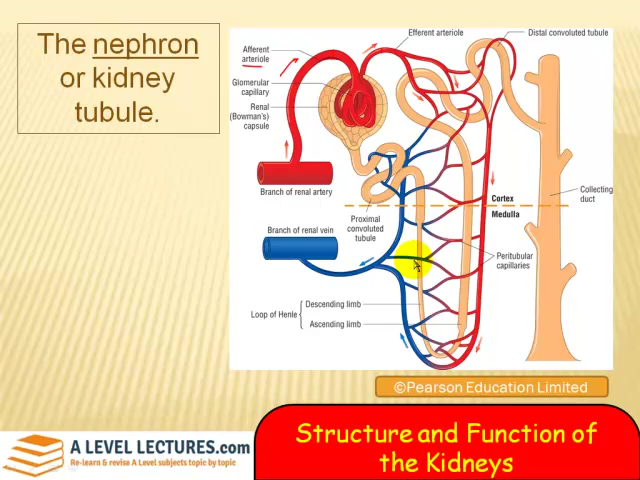 The nephron
or kidney
tubule.
Afferent
arteriole
Efferent arteriole
Distal convoluted tubule
Glomerular
capillary
Renal
(Bowman's)
capsule
Branch of renal artery
Cortex
Medulla
Collecting
duct
Proximal
convoluted
tubule
Branch of renal vein
Peritubular
capillaries
Descending limb
Loop of Henle
Ascending limb
©Pearson Education Limited
A LEVEL LECTURES.com
Re-learn & revise A Level subjects topic by topic
Structure and Function of
the Kidneys